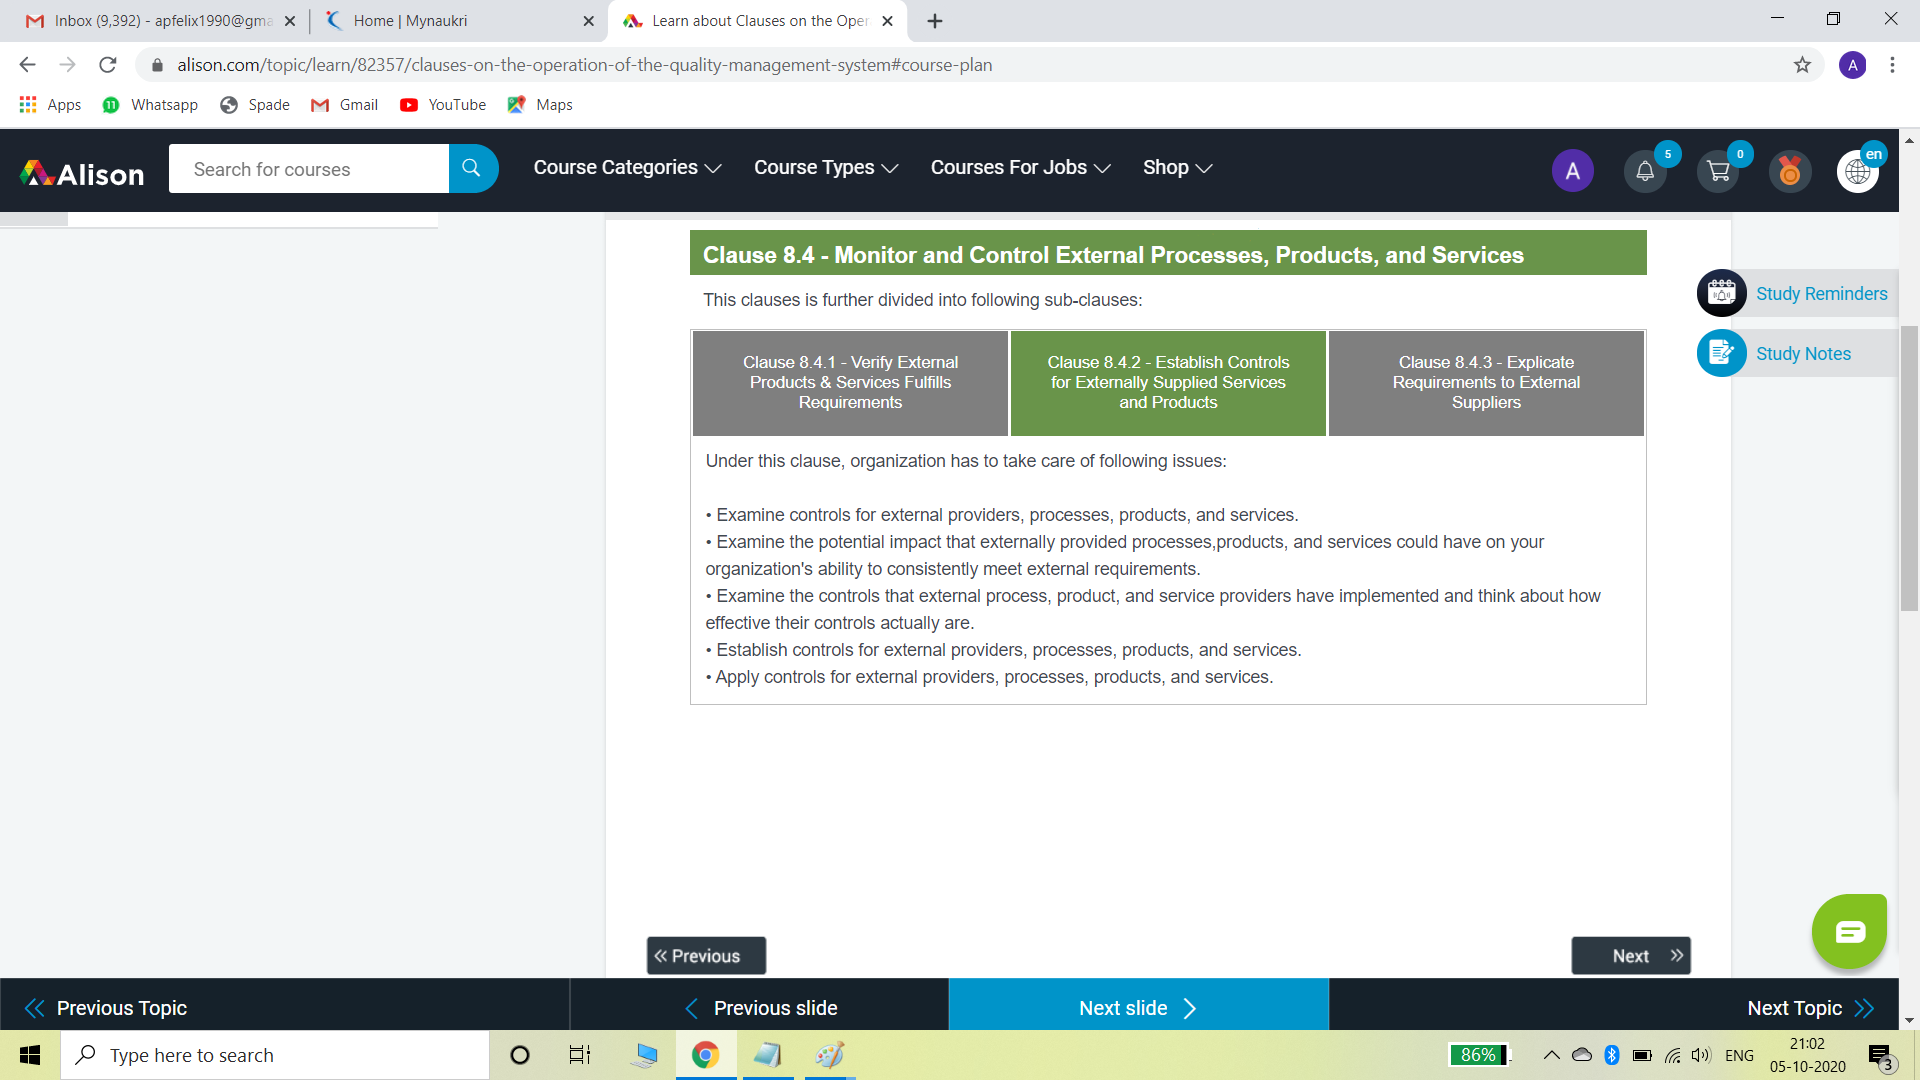 Inbox (9,392) - apfelix1990@gma
Home | Mynaukri
Learn about Clauses on the Oper
alison.com/topic/learn/82357/clauses-on-the-operation-of-the-quality-management-system#course-plan
A
Apps
11
Whatsapp
Spade
Gmail
YouTube
Maps
Alison
Search for courses
Course Categories
Course Types
Courses For Jobs
Shop
A
5
0
en
Clause 8.4 - Monitor and Control External Processes, Products, and Services
This clauses is further divided into following sub-clauses:
Clause 8.4.1 - Verify External
Products & Services Fulfills
Requirements
Clause 8.4.2 - Establish Controls
for Externally Supplied Services
and Products
Clause 8.4.3 - Explicate
Requirements to External
Suppliers
Study Reminders
Study Notes
Under this clause, organization has to take care of following issues:
• Examine controls for external providers, processes, products, and services.
• Examine the potential impact that externally provided processes,products, and services could have on your
organization's ability to consistently meet external requirements.
• Examine the controls that external process, product, and service providers have implemented and think about how
effective their controls actually are.
• Establish controls for external providers, processes, products, and services.
• Apply controls for external providers, processes, products, and services.
Previous
Next
Previous Topic
Previous slide
Next slide
Next Topic
Type here to search
86%
ENG
21:02
05-10-2020
3